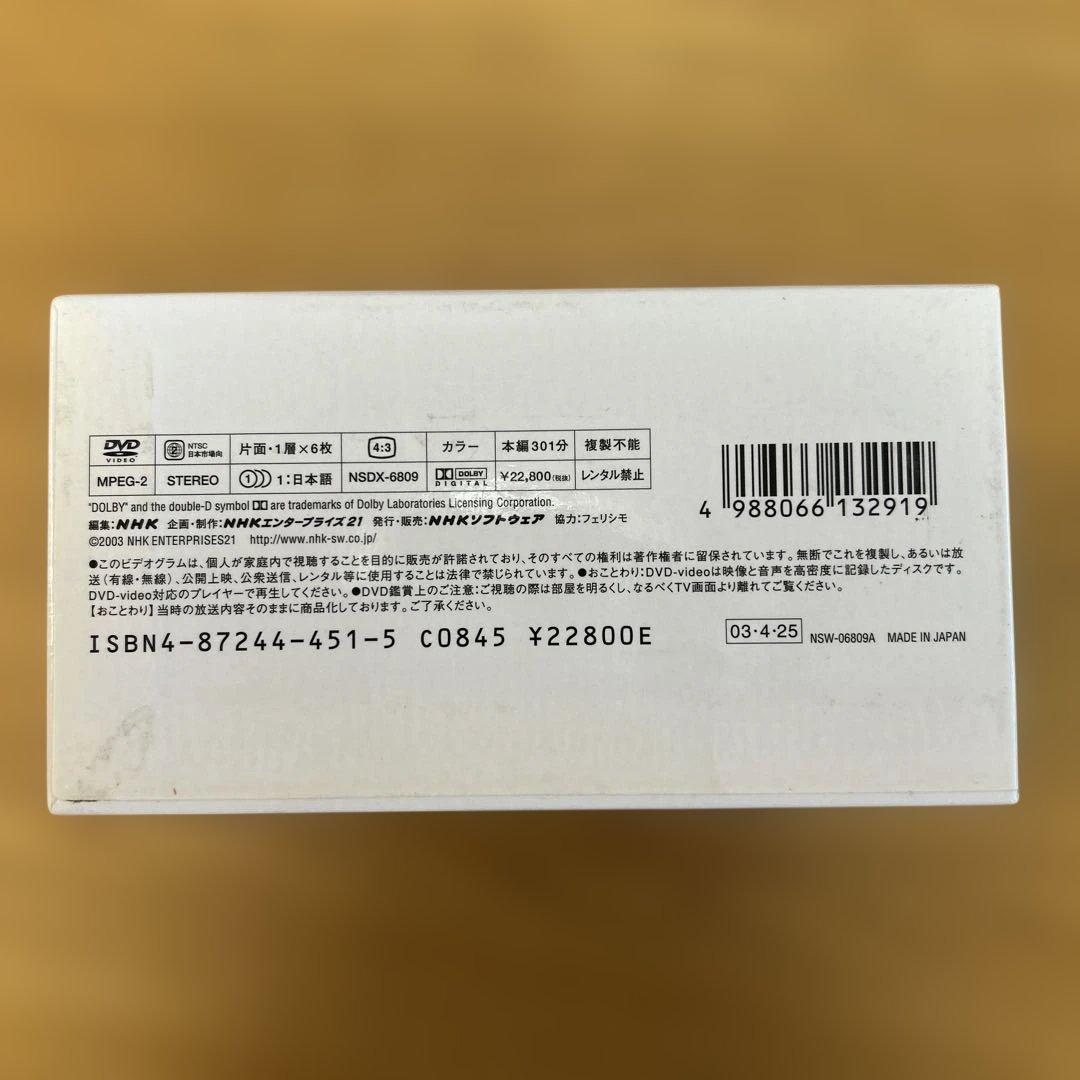 DVD VIDEO 2 NTSC 日本市場向 片面・1層×6枚 4:3 カラー 本編301分 複製不能
MPEG-2 STEREO 1:日本語 NSDX-6809 DOLBY DIGITAL ¥22,800(税抜) レンタル禁止
"DOLBY" and the double-D symbol are trademarks of Dolby Laboratories Licensing Corporation.
編集:NHK 企画・制作:NHKエンタープライズ21 発行・販売:NHKソフトウェア 協力:フェリシモ
©2003 NHK ENTERPRISES21 http://www.nhk-sw.co.jp/
4 988066 132919
●このビデオグラムは、個人が家庭内で視聴することを目的に販売が許諾されており、そのすべての権利は著作権者に留保されています。無断でこれを複製し、あるいは放
送(有線・無線)、公開上映、公衆送信、レンタル等に使用することは法律で禁じられています。●おことわり:DVD-videoは映像と音声を高密度に記録したディスクです。
DVD-video対応のプレイヤーで再生してください。●DVD鑑賞上のご注意:ご視聴の際は部屋を明るくし、なるべくTV画面より離れてご覧ください。
【おことわり】当時の放送内容そのままに商品化しております。ご了承ください。
ISBN4-87244-451-5 C0845 ¥22800E
03・4・25 NSW-06809A MADE IN JAPAN